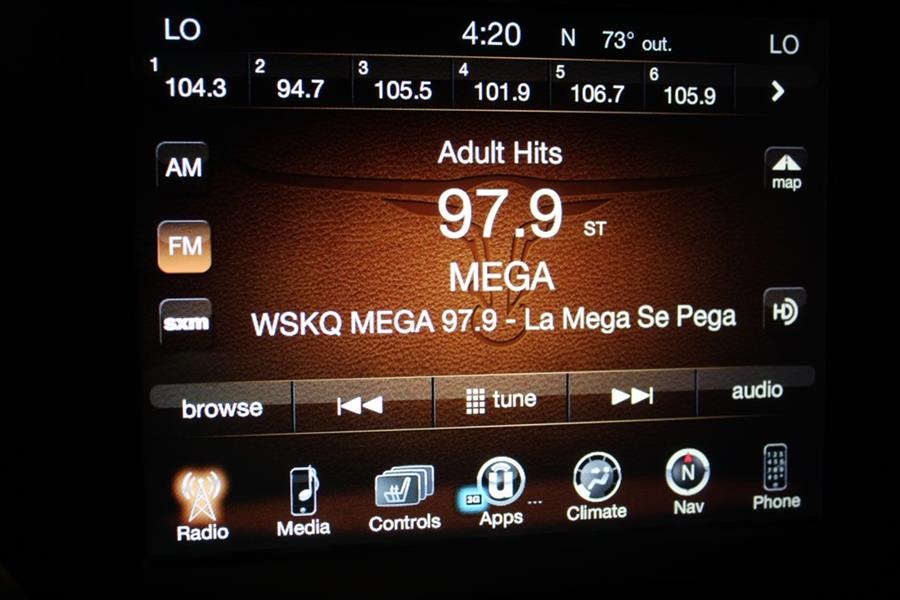 LO 4:20 N 73° out. LO
1 104.3 2 94.7 3 105.5 4 101.9 5 106.7 6 105.9
Adult Hits
AM
map
97.9 ST
FM
MEGA
HD
sxm
WSKQ MEGA 97.9 - La Mega Se Pega
browse tune audio
3G ū ... N
Radio Media Controls Apps Climate Nav Phone